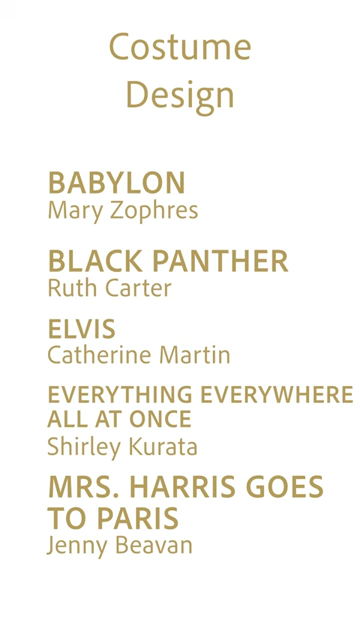 Costume
Design
BABYLON
Mary Zophres
BLACK PANTHER
Ruth Carter
ELVIS
Catherine Martin
EVERYTHING EVERYWHERE
ALL AT ONCE
Shirley Kurata
MRS. HARRIS GOES
TO PARIS
Jenny Beavan